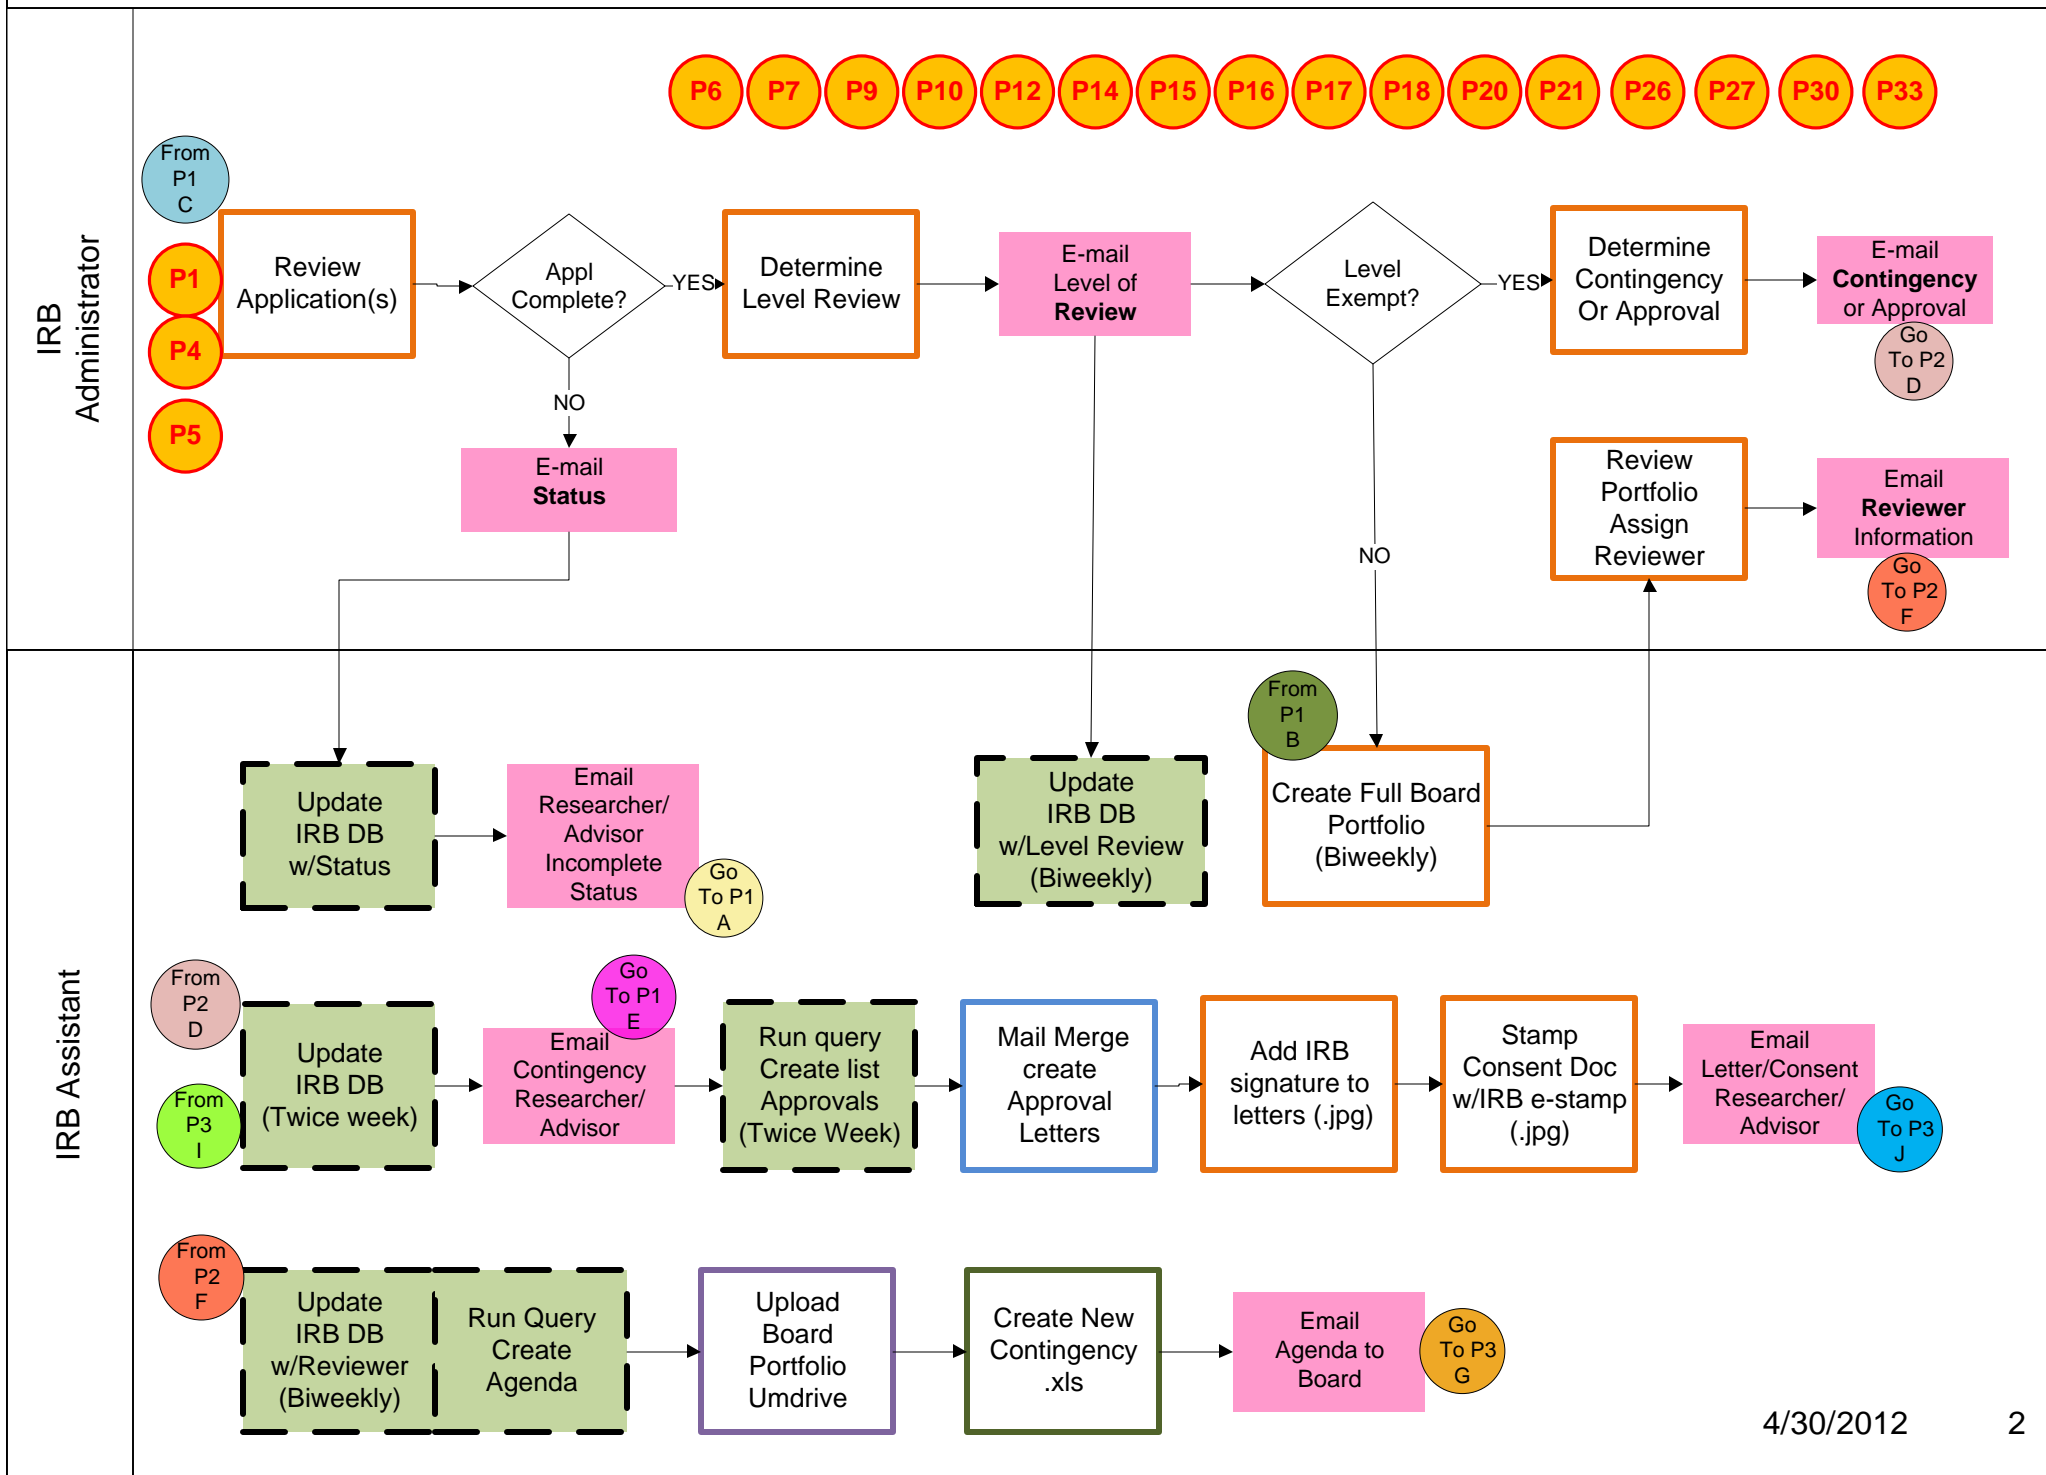 P6 P7 P9 P10 P12 P14 P15 P16 P17 P18 P20 P21 P26 P27 P30 P33
IRB
Administrator
From
P1
C
P1
P4
P5
Review
Application(s)
Appl
Complete?
YES
NO
E-mail
Status
Determine
Level Review
E-mail
Level of
Review
Level
Exempt?
YES
NO
Determine
Contingency
Or Approval
E-mail
Contingency
or Approval
Go
To P2
D
Review
Portfolio
Assign
Reviewer
Email
Reviewer
Information
Go
To P2
F
IRB Assistant
Update
IRB DB
w/Status
Email
Researcher/
Advisor
Incomplete
Status
Go
To P1
A
Update
IRB DB
w/Level Review
(Biweekly)
From
P1
B
Create Full Board
Portfolio
(Biweekly)
From
P2
D
From
P3
I
Update
IRB DB
(Twice week)
Go
To P1
E
Email
Contingency
Researcher/
Advisor
Run query
Create list
Approvals
(Twice Week)
Mail Merge
create
Approval
Letters
Add IRB
signature to
letters (.jpg)
Stamp
Consent Doc
w/IRB e-stamp
(.jpg)
Email
Letter/Consent
Researcher/
Advisor
Go
To P3
J
From
P2
F
Update
IRB DB
w/Reviewer
(Biweekly)
Run Query
Create
Agenda
Upload
Board
Portfolio
Umdrive
Create New
Contingency
.xls
Email
Agenda to
Board
Go
To P3
G
4/30/2012 2